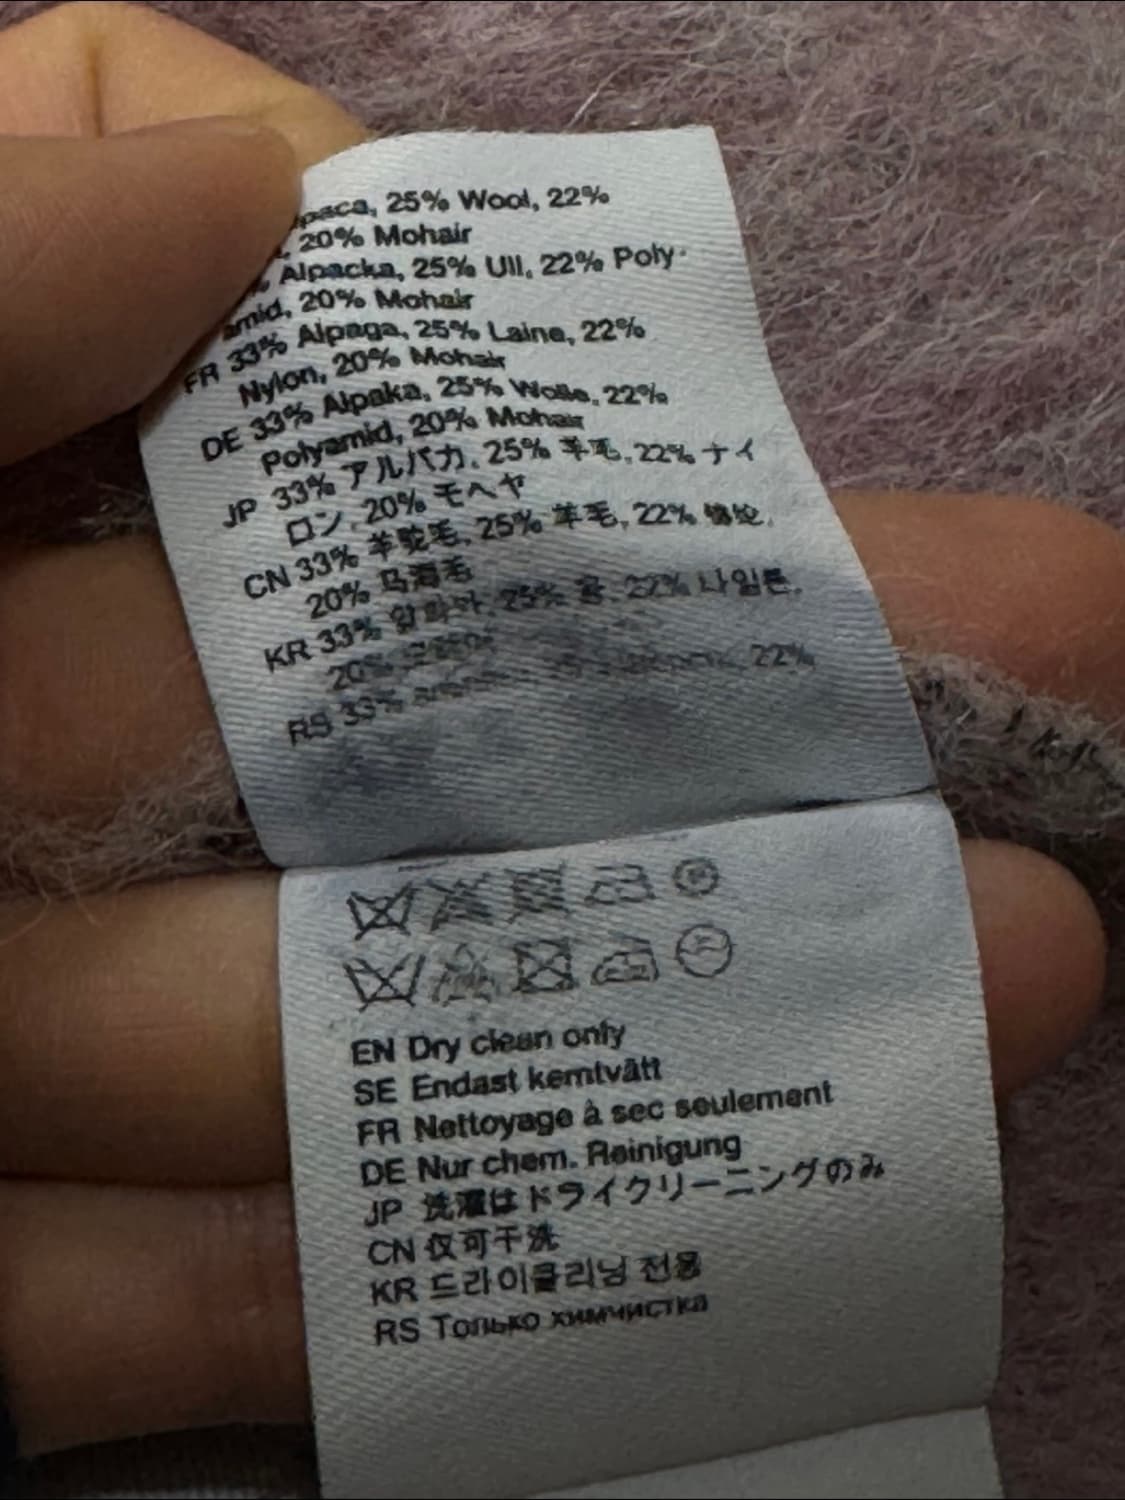 25% Wool, 22%
20% Mohair
Alpacka, 25% Ull, 22% Poly-
amid, 20% Mohair
FR 33% Alpaga, 25% Laine, 22%
Nylon, 20% Mohair
DE 33% Alpaka, 25% Wolle, 22%
Polyamid, 20% Mohair
JP 33% アルパカ, 25% 羊毛, 22% ナイ
ロン, 20% モヘヤ
CN 33% 羊驼毛, 25% 羊毛, 22% 锦纶,
20% 马海毛
KR 33% 알파카, 25% 울, 22% 나일론,
20%
RS 33% 22%
EN Dry clean only
SE Endast kemtvätt
FR Nettoyage à sec seulement
DE Nur chem. Reinigung
JP 洗濯はドライクリーニングのみ
CN 仅可干洗
KR 드라이클리닝 전용
RS Только химчистка